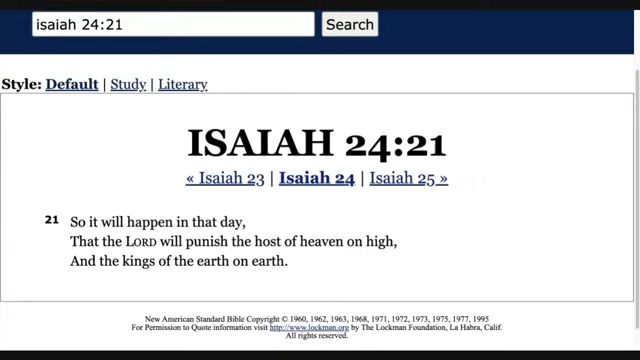 isaiah 24:21 Search
Style: Default | Study | Literary
ISAIAH 24:21
« Isaiah 23 | Isaiah 24 | Isaiah 25 »
21 So it will happen in that day,
That the LORD will punish the host of heaven on high,
And the kings of the earth on earth.
New American Standard Bible Copyright © 1960, 1962, 1963, 1968, 1971, 1972, 1973, 1975, 1977, 1995
For Permission to Quote information visit http://www.lockman.org by The Lockman Foundation, La Habra, Calif.
All rights reserved.